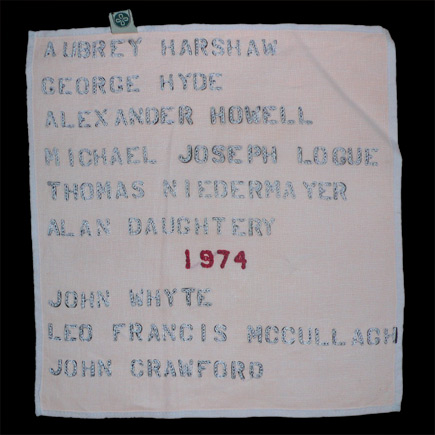 AUBREY HARSHAW
GEORGE HYDE
ALEXANDER HOWELL
MICHAEL JOSEPH LOGUE
THOMAS NIEDERMAYER
ALAN DAUGHTERY
1974
JOHN WHYTE
LEO FRANCIS MCCULLAGH
JOHN CRAWFORD